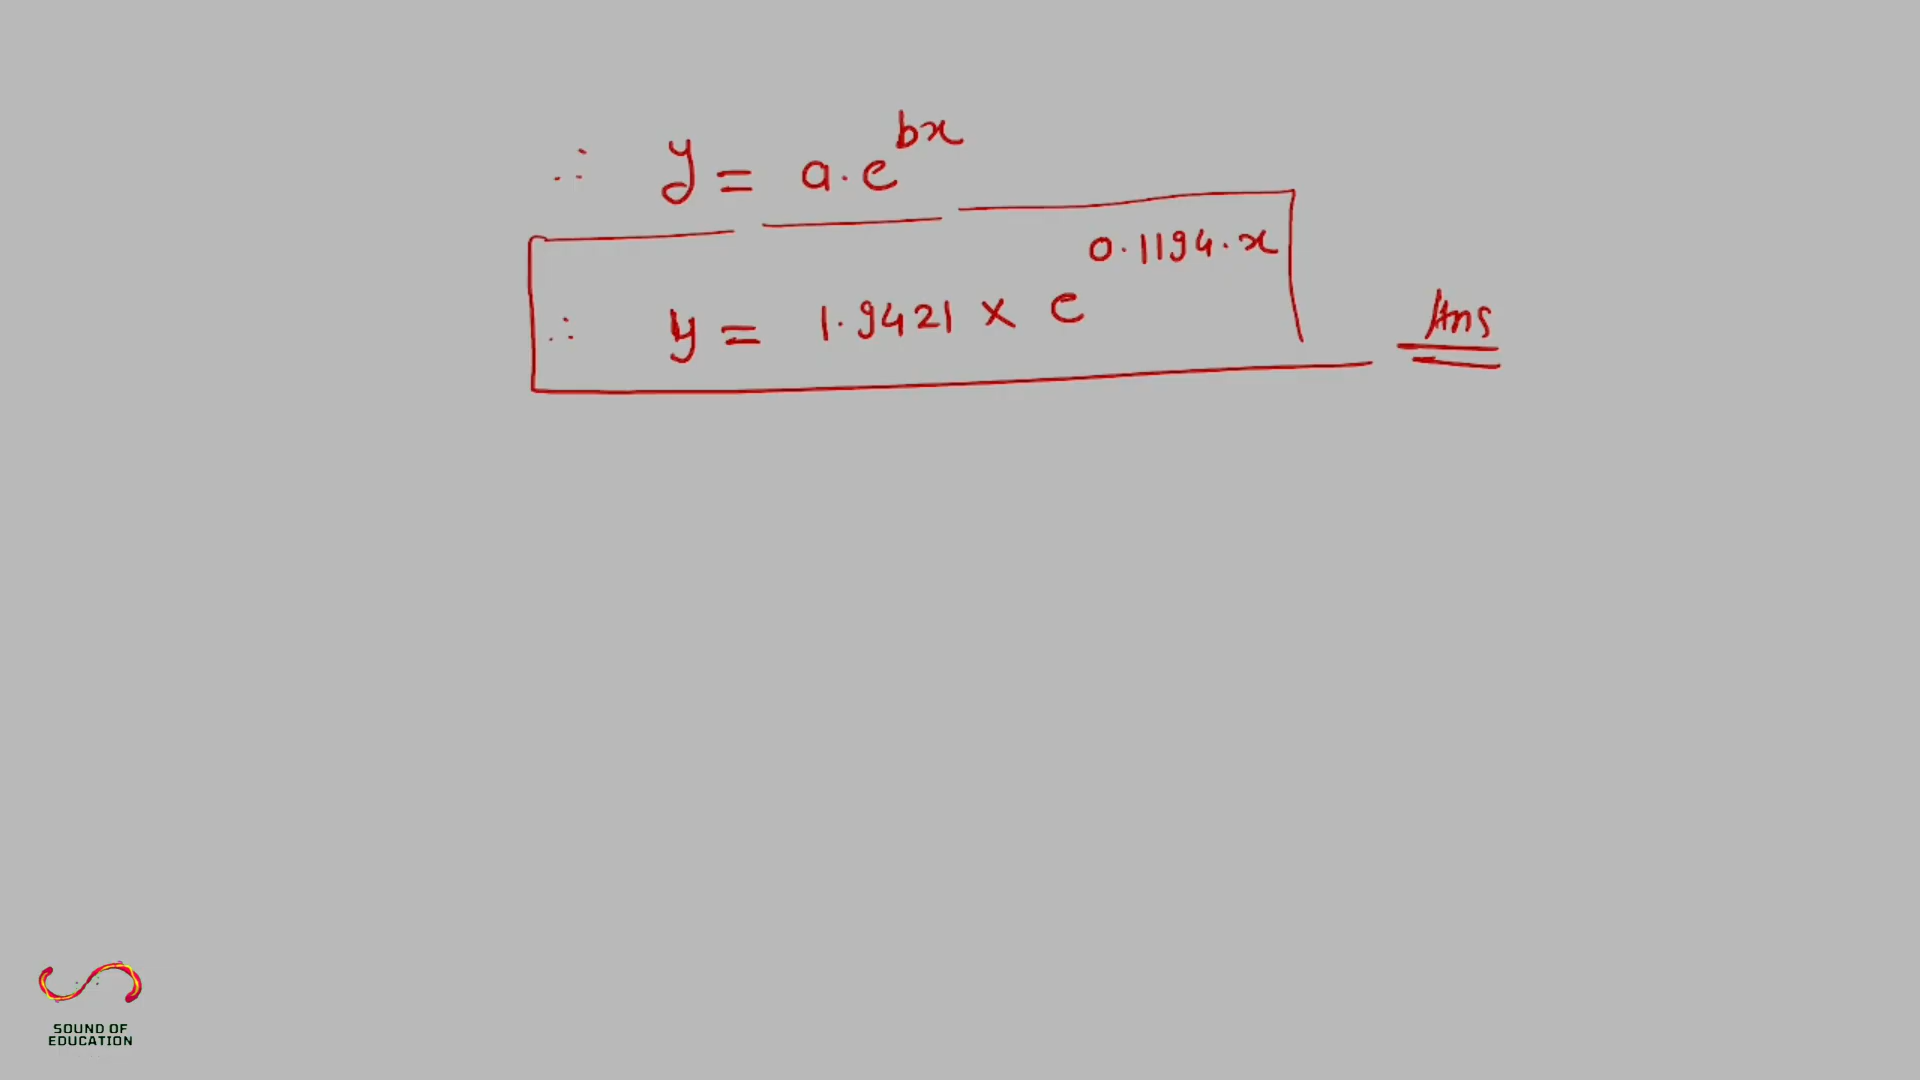 ∴ y = a.e^{bx}
∴ y = 1.9421 × e^{0.1194.x}
Ans
SOUND OF
EDUCATION